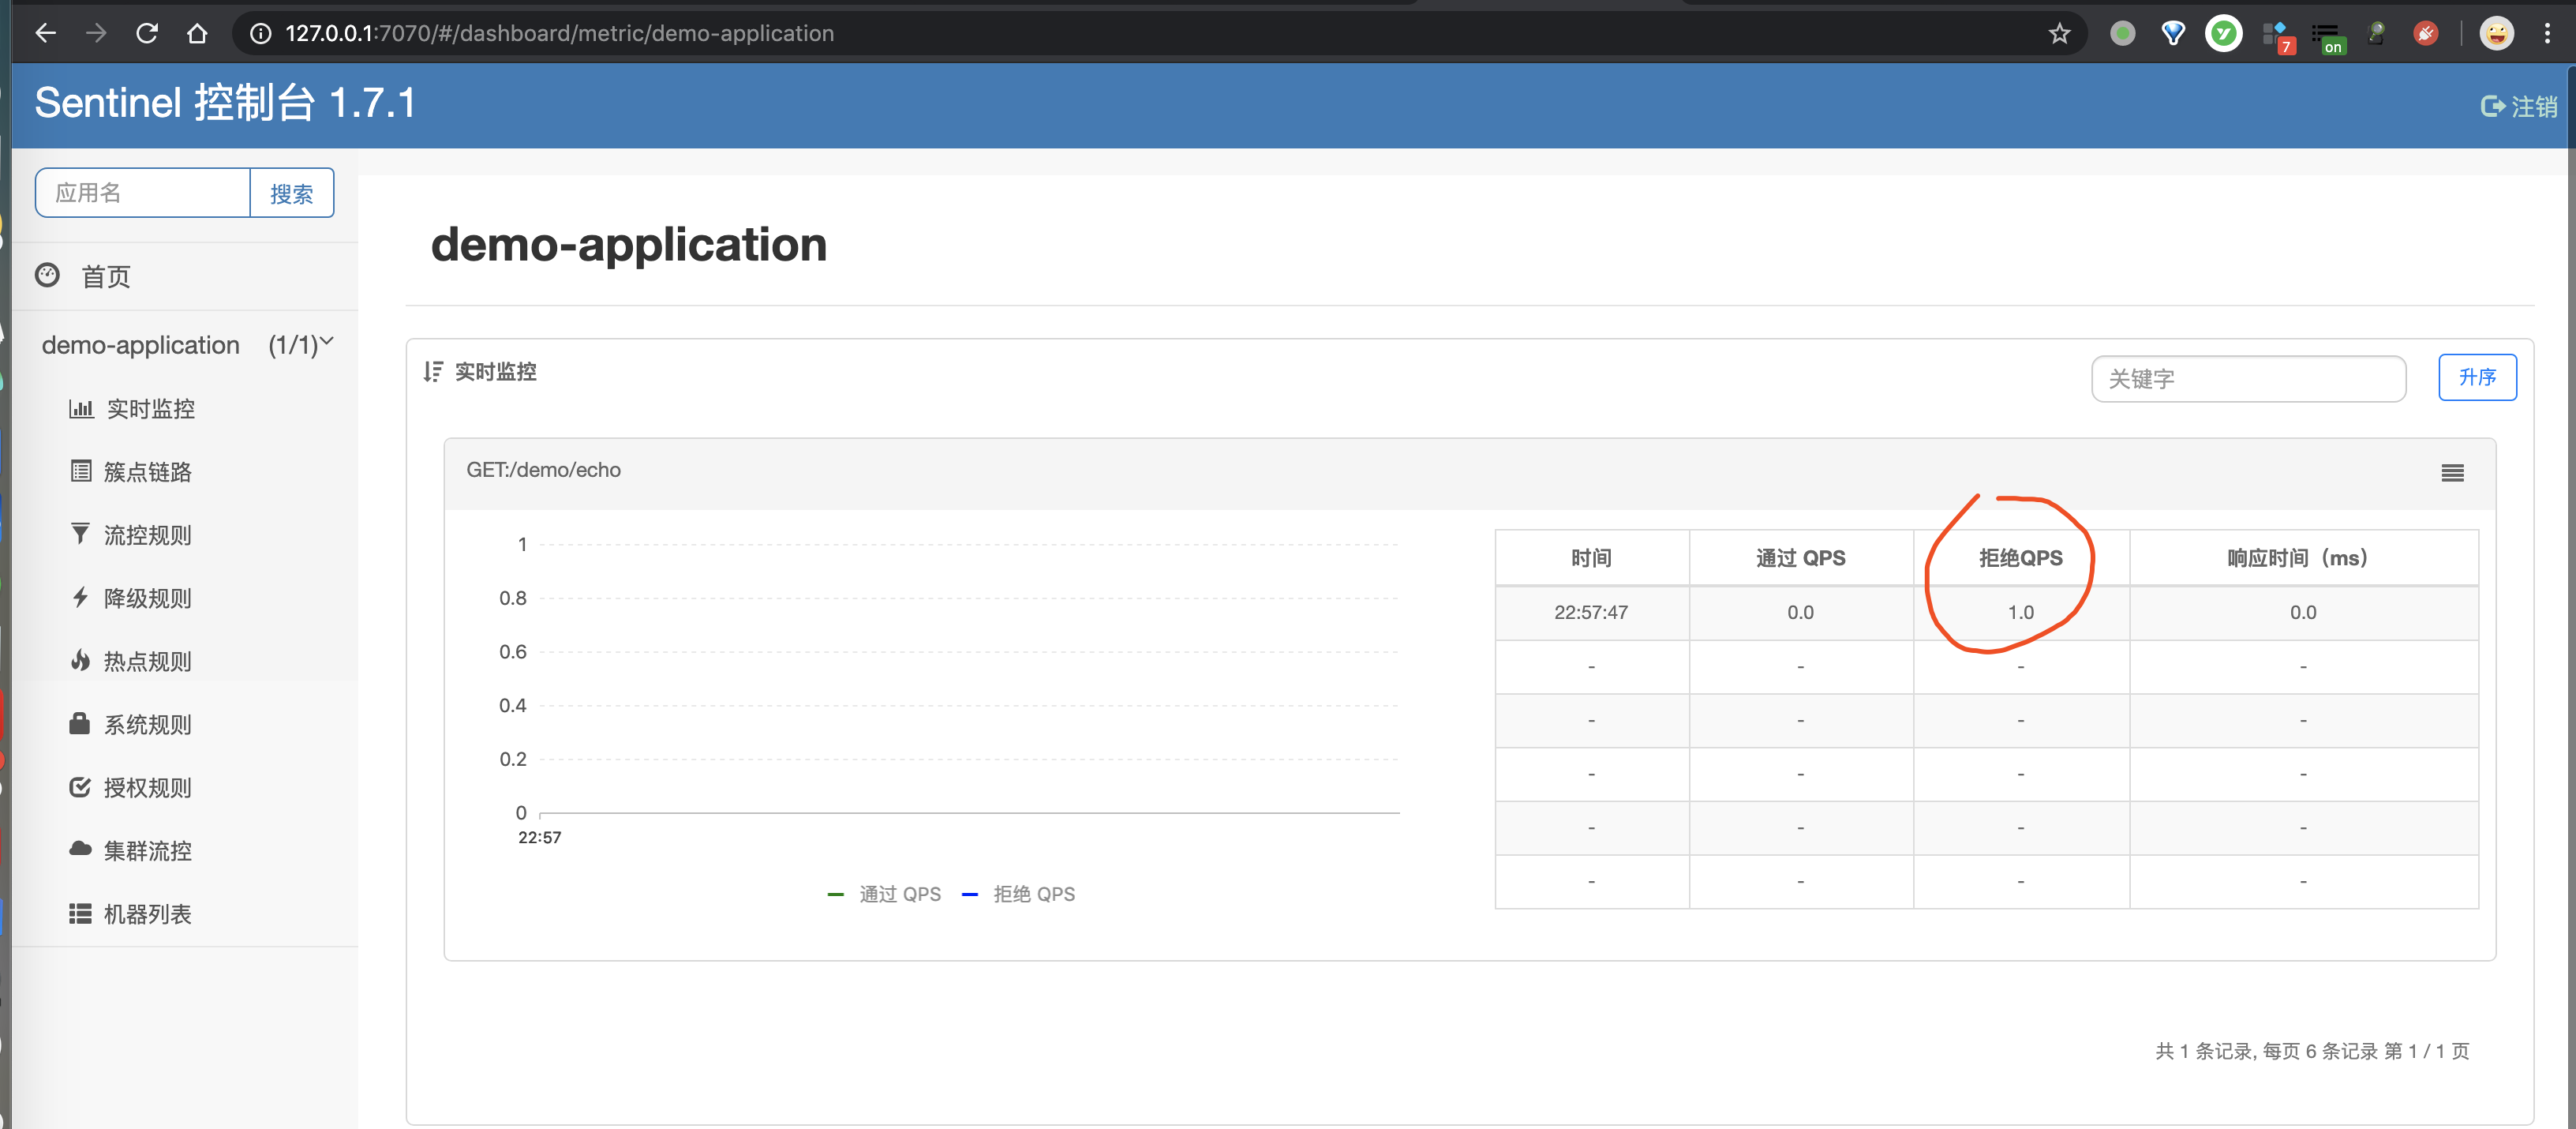 127.0.0.1:7070/#/dashboard/metric/demo-application
7
on
Sentinel 控制台 1.7.1
注销
应用名
搜索
首页
demo-application (1/1)
实时监控
簇点链路
流控规则
降级规则
热点规则
系统规则
授权规则
集群流控
机器列表
demo-application
实时监控
关键字
升序
GET:/demo/echo
1
0.8
0.6
0.4
0.2
0
22:57
通过 QPS 拒绝 QPS
时间 通过 QPS 拒绝QPS 响应时间（ms）
22:57:47 0.0 1.0 0.0
- - - -
- - - -
- - - -
- - - -
- - - -
共 1 条记录, 每页 6 条记录 第 1 / 1 页